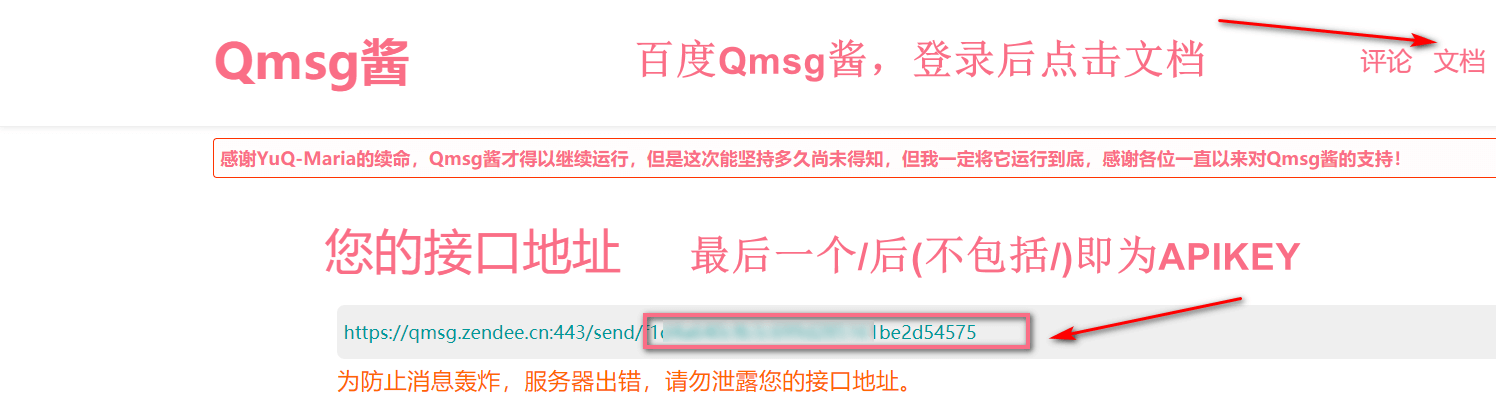 Qmsg酱
百度Qmsg酱，登录后点击文档
评论 文档
感谢YuQ-Maria的续命，Qmsg酱才得以继续运行，但是这次能坚持多久尚未得知，但我一定将它运行到底，感谢各位一直以来对Qmsg酱的支持！
您的接口地址
最后一个/后(不包括/)即为APIKEY
https://qmsg.zendee.cn:443/send/f1 1be2d54575
为防止消息轰炸，服务器出错，请勿泄露您的接口地址。